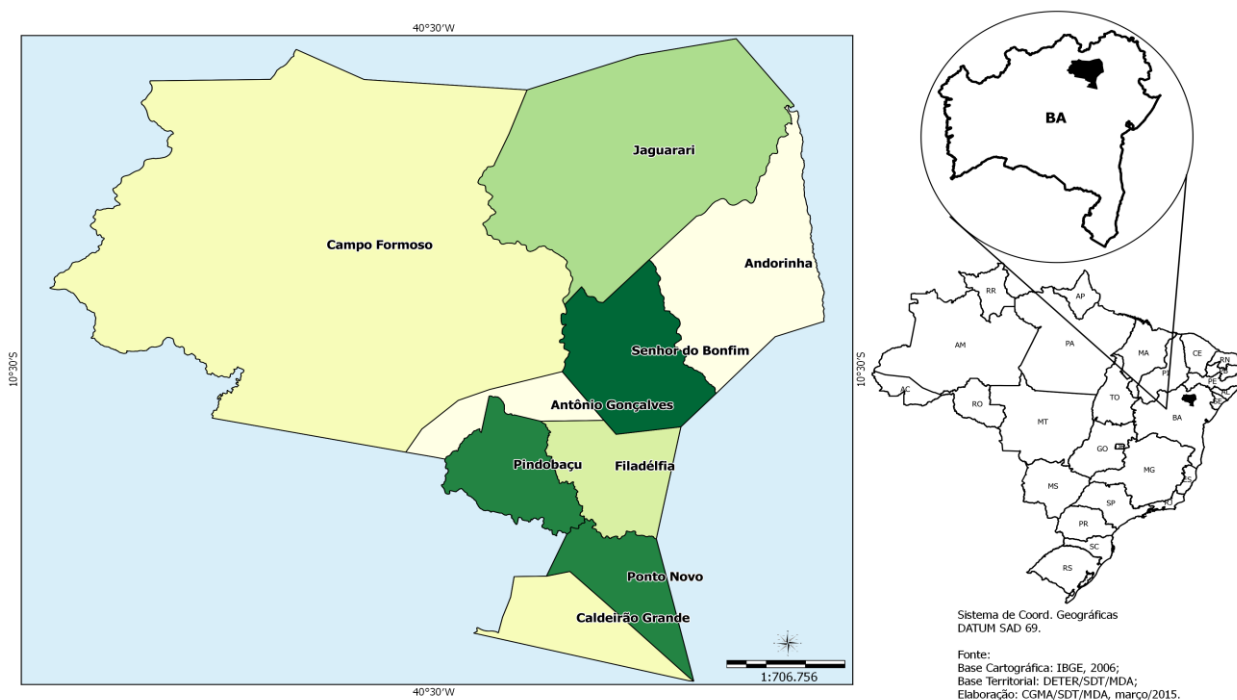 40°30'W
Jaguarari
Campo Formoso
Andorinha
10°30'S
Senhor do Bonfim
10°30'S
Antônio Gonçalves
Pindobaçu
Filadélfia
Ponto Novo
Caldeirão Grande
1:706.756
40°30'W
BA
RR
AP
AM
PA
MA
CE
RN
PE
AC
RO
TO
BA
MT
GO
MG
MS
ES
SP
RJ
PR
SC
RS
Sistema de Coord. Geográficas
DATUM SAD 69.
Fonte:
Base Cartográfica: IBGE, 2006;
Base Territorial: DETER/SDT/MDA;
Elaboração: CGMA/SDT/MDA, março/2015.